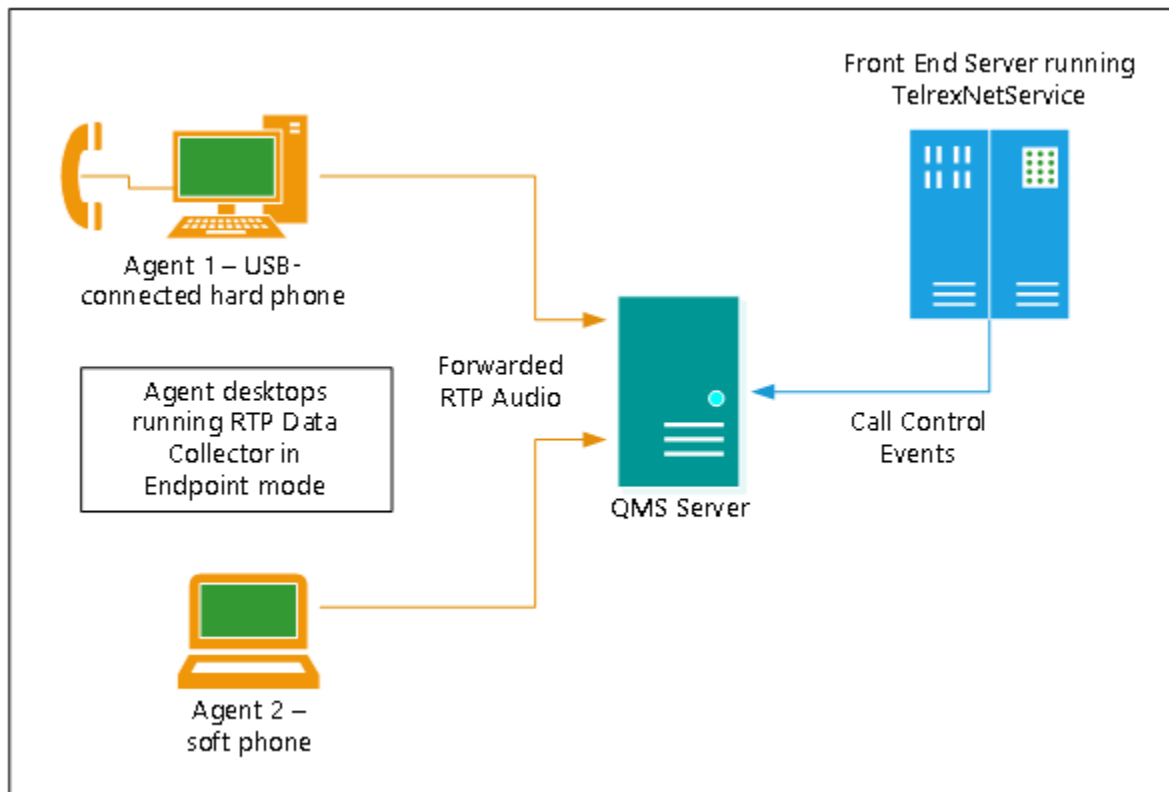 Front End Server running
TelrexNetService
Agent 1 – USB-
connected hard phone
Agent desktops
running RTP Data
Collector in
Endpoint mode
Forwarded
RTP Audio
Call Control
Events
QMS Server
Agent 2 –
soft phone